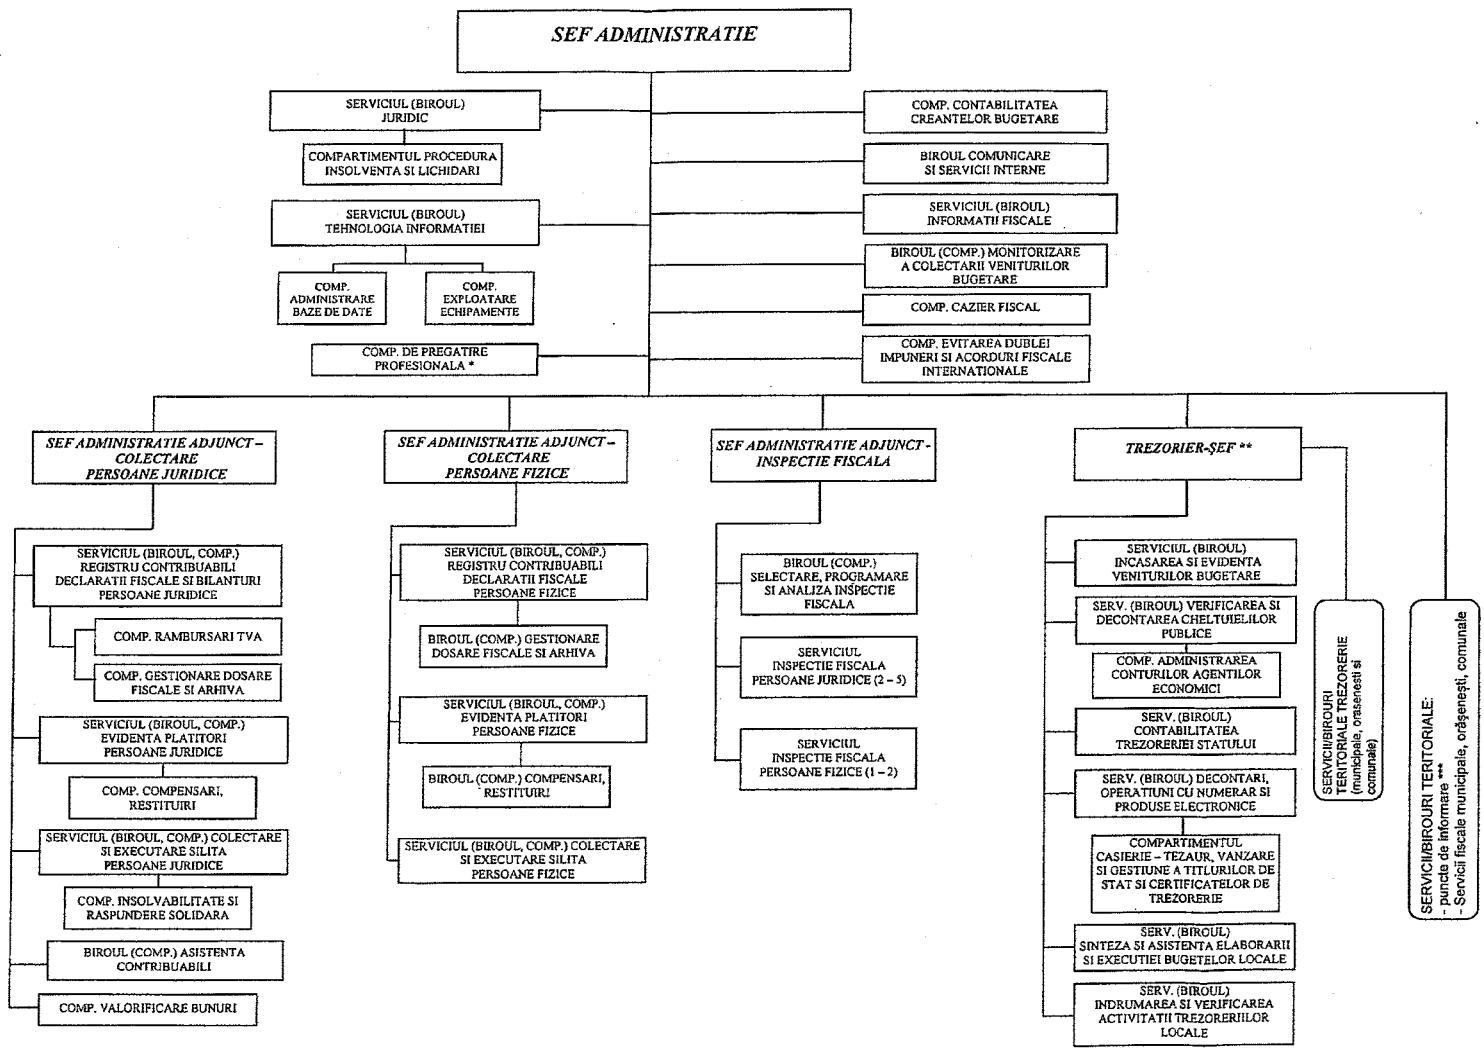 SEF ADMINISTRATIE
SERVICIUL (BIROUL)
JURIDIC
COMPARTIMENTUL PROCEDURA
INSOLVENTA SI LICHIDARI
SERVICIUL (BIROUL)
TEHNOLOGIA INFORMATIEI
COMP.
ADMINISTRARE
BAZE DE DATE
COMP.
EXPLOATARE
ECHIPAMENTE
COMP. DE PREGATIRE
PROFESIONALA *
COMP. CONTABILITATEA
CREANTELOR BUGETARE
BIROUL COMUNICARE
SI SERVICII INTERNE
SERVICIUL (BIROUL)
INFORMATII FISCALE
BIROUL (COMP.) MONITORIZARE
A COLECTARII VENITURILOR
BUGETARE
COMP. CAZIER FISCAL
COMP. EVITAREA DUBLEI
IMPUNERI SI ACORDURI FISCALE
INTERNATIONALE
SEF ADMINISTRATIE ADJUNCT –
COLECTARE
PERSOANE JURIDICE
SERVICIUL (BIROUL, COMP.)
REGISTRU CONTRIBUABILI
DECLARATII FISCALE SI BILANTURI
PERSOANE JURIDICE
COMP. RAMBURSARI TVA
COMP. GESTIONARE DOSARE
FISCALE SI ARHIVA
SERVICIUL (BIROUL, COMP.)
EVIDENTA PLATITORI
PERSOANE JURIDICE
COMP. COMPENSARI,
RESTITUIRI
SERVICIUL (BIROUL, COMP.) COLECTARE
SI EXECUTARE SILITA
PERSOANE JURIDICE
COMP. INSOLVABILITATE SI
RASPUNDERE SOLIDARA
BIROUL (COMP.) ASISTENTA
CONTRIBUABILI
COMP. VALORIFICARE BUNURI
SEF ADMINISTRATIE ADJUNCT –
COLECTARE
PERSOANE FIZICE
SERVICIUL (BIROUL, COMP.)
REGISTRU CONTRIBUABILI
DECLARATII FISCALE
PERSOANE FIZICE
BIROUL (COMP.) GESTIONARE
DOSARE FISCALE SI ARHIVA
SERVICIUL (BIROUL, COMP.)
EVIDENTA PLATITORI
PERSOANE FIZICE
BIROUL (COMP.) COMPENSARI,
RESTITUIRI
SERVICIUL (BIROUL, COMP.) COLECTARE
SI EXECUTARE SILITA
PERSOANE FIZICE
SEF ADMINISTRATIE ADJUNCT -
INSPECTIE FISCALA
BIROUL (COMP.)
SELECTARE, PROGRAMARE
SI ANALIZA INSPECTIE
FISCALA
SERVICIUL
INSPECTIE FISCALA
PERSOANE JURIDICE (2 – 5)
SERVICIUL
INSPECTIE FISCALA
PERSOANE FIZICE (1 – 2)
TREZORIER-ŞEF **
SERVICIUL (BIROUL)
INCASAREA SI EVIDENTA
VENITURILOR BUGETARE
SERV. (BIROUL) VERIFICAREA SI
DECONTAREA CHELTUIELILOR
PUBLICE
COMP. ADMINISTRAREA
CONTURILOR AGENTILOR
ECONOMICI
SERV. (BIROUL)
CONTABILITATEA
TREZORERIEI STATULUI
SERV. (BIROUL) DECONTARI,
OPERATIUNI CU NUMERAR SI
PRODUSE ELECTRONICE
COMPARTIMENTUL
CASIERIE – TEZAUR, VANZARE
SI GESTIUNE A TITLURILOR DE
STAT SI CERTIFICATELOR DE
TREZORERIE
SERV. (BIROUL)
SINTEZA SI ASISTENTA ELABORARII
SI EXECUTIEI BUGETELOR LOCALE
SERV. (BIROUL)
INDRUMAREA SI VERIFICAREA
ACTIVITATII TREZORERIILOR
LOCALE
SERVICII/BIROURI
TERITORIALE TREZORERIE
(municipale, orasenesti si
comunale)
SERVICII/BIROURI TERITORIALE:
- puncte de informare ***
- Servicii fiscale municipale, orăşeneşti, comunale